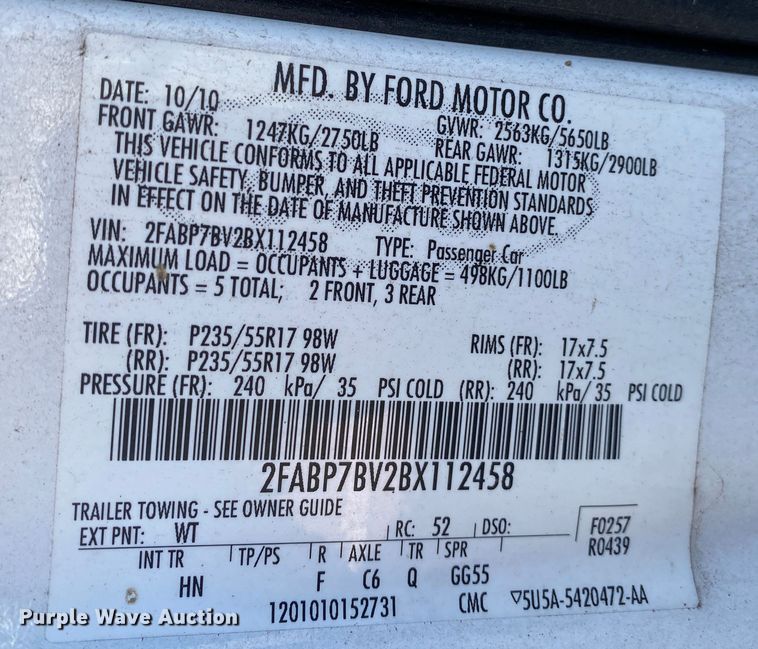 MFD. BY FORD MOTOR CO.
DATE: 10/10 GVWR: 2563KG/5650LB
FRONT GAWR: 1247KG/2750LB REAR GAWR: 1315KG/2900LB
THIS VEHICLE CONFORMS TO ALL APPLICABLE FEDERAL MOTOR
VEHICLE SAFETY, BUMPER, AND THEFT PREVENTION STANDARDS
IN EFFECT ON THE DATE OF MANUFACTURE SHOWN ABOVE.
VIN: 2FABP7BV2BX112458 TYPE: Passenger Car
MAXIMUM LOAD = OCCUPANTS + LUGGAGE = 498KG/1100LB
OCCUPANTS = 5 TOTAL; 2 FRONT, 3 REAR
TIRE (FR): P235/55R17 98W RIMS (FR): 17x7.5
(RR): P235/55R17 98W (RR): 17x7.5
PRESSURE (FR): 240 kPa/ 35 PSI COLD (RR): 240 kPa/ 35 PSI COLD
2FABP7BV2BX112458
TRAILER TOWING - SEE OWNER GUIDE
EXT PNT: WT RC: 52 DSO: F0257
R0439
INT TR TP/PS R AXLE TR SPR
HN F C6 Q GG55
1201010152731 CMC ▽5U5A-5420472-AA
Purple Wave Auction